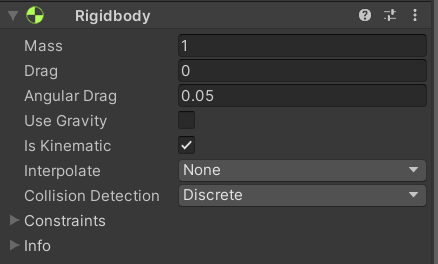 Rigidbody
Mass 1
Drag 0
Angular Drag 0.05
Use Gravity
Is Kinematic
Interpolate None
Collision Detection Discrete
Constraints
Info